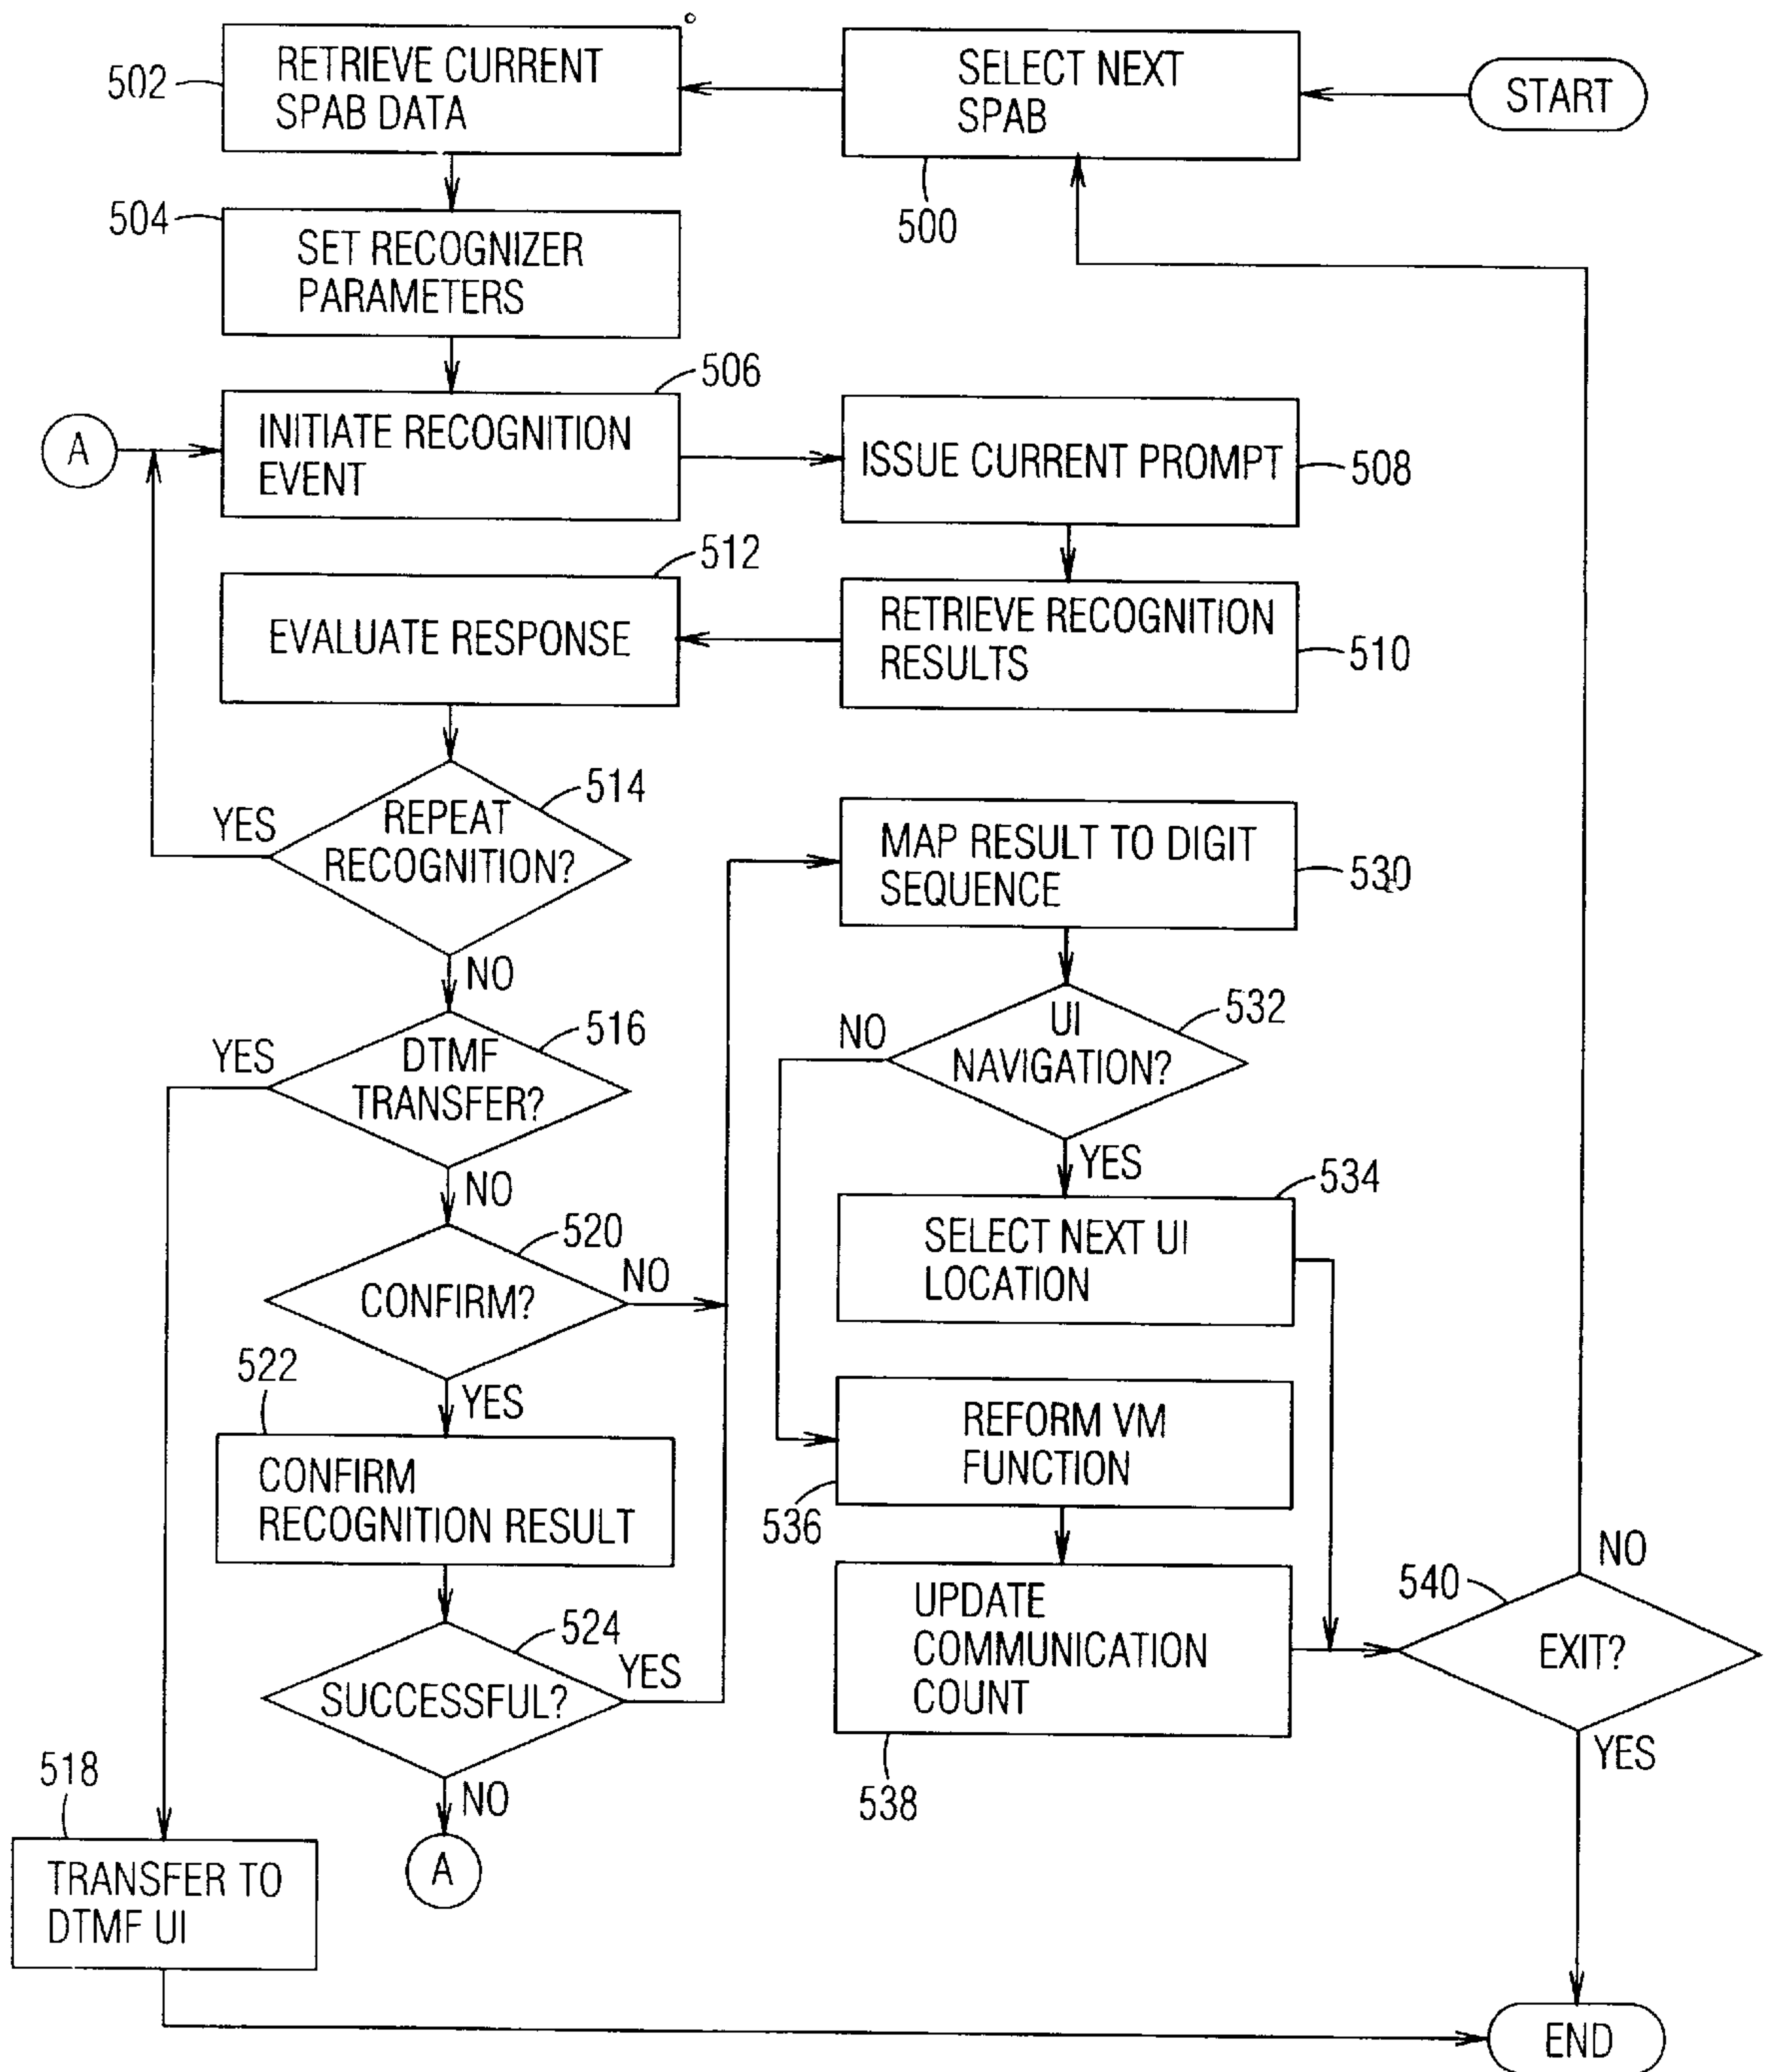 RETRIEVE CURRENT
SPAB DATA
502
SELECT NEXT
SPAB
500
START
504
SET RECOGNIZER
PARAMETERS
506
A
INITIATE RECOGNITION
EVENT
ISSUE CURRENT PROMPT
508
512
EVALUATE RESPONSE
RETRIEVE RECOGNITION
RESULTS
510
514
YES
REPEAT
RECOGNITION?
NO
516
YES
DTMF
TRANSFER?
NO
520
NO
CONFIRM?
YES
522
CONFIRM
RECOGNITION RESULT
524
YES
SUCCESSFUL?
NO
A
518
TRANSFER TO
DTMF UI
MAP RESULT TO DIGIT
SEQUENCE
530
532
NO
UI
NAVIGATION?
YES
534
SELECT NEXT UI
LOCATION
REFORM VM
FUNCTION
536
UPDATE
COMMUNICATION
COUNT
538
540
NO
EXIT?
YES
END